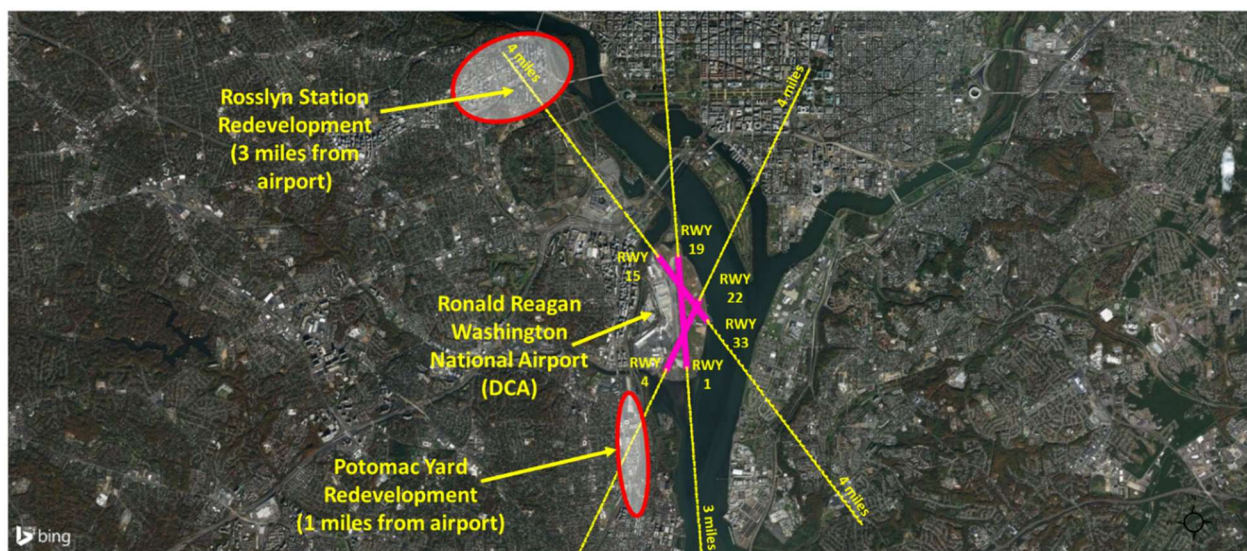 4 miles
Rosslyn Station
Redevelopment
(3 miles from
airport)
4 miles
RWY
19
RWY
15
RWY
22
Ronald Reagan
Washington
National Airport
(DCA)
RWY
33
RWY
4
RWY
1
Potomac Yard
Redevelopment
(1 miles from airport)
3 miles
4 miles
bing